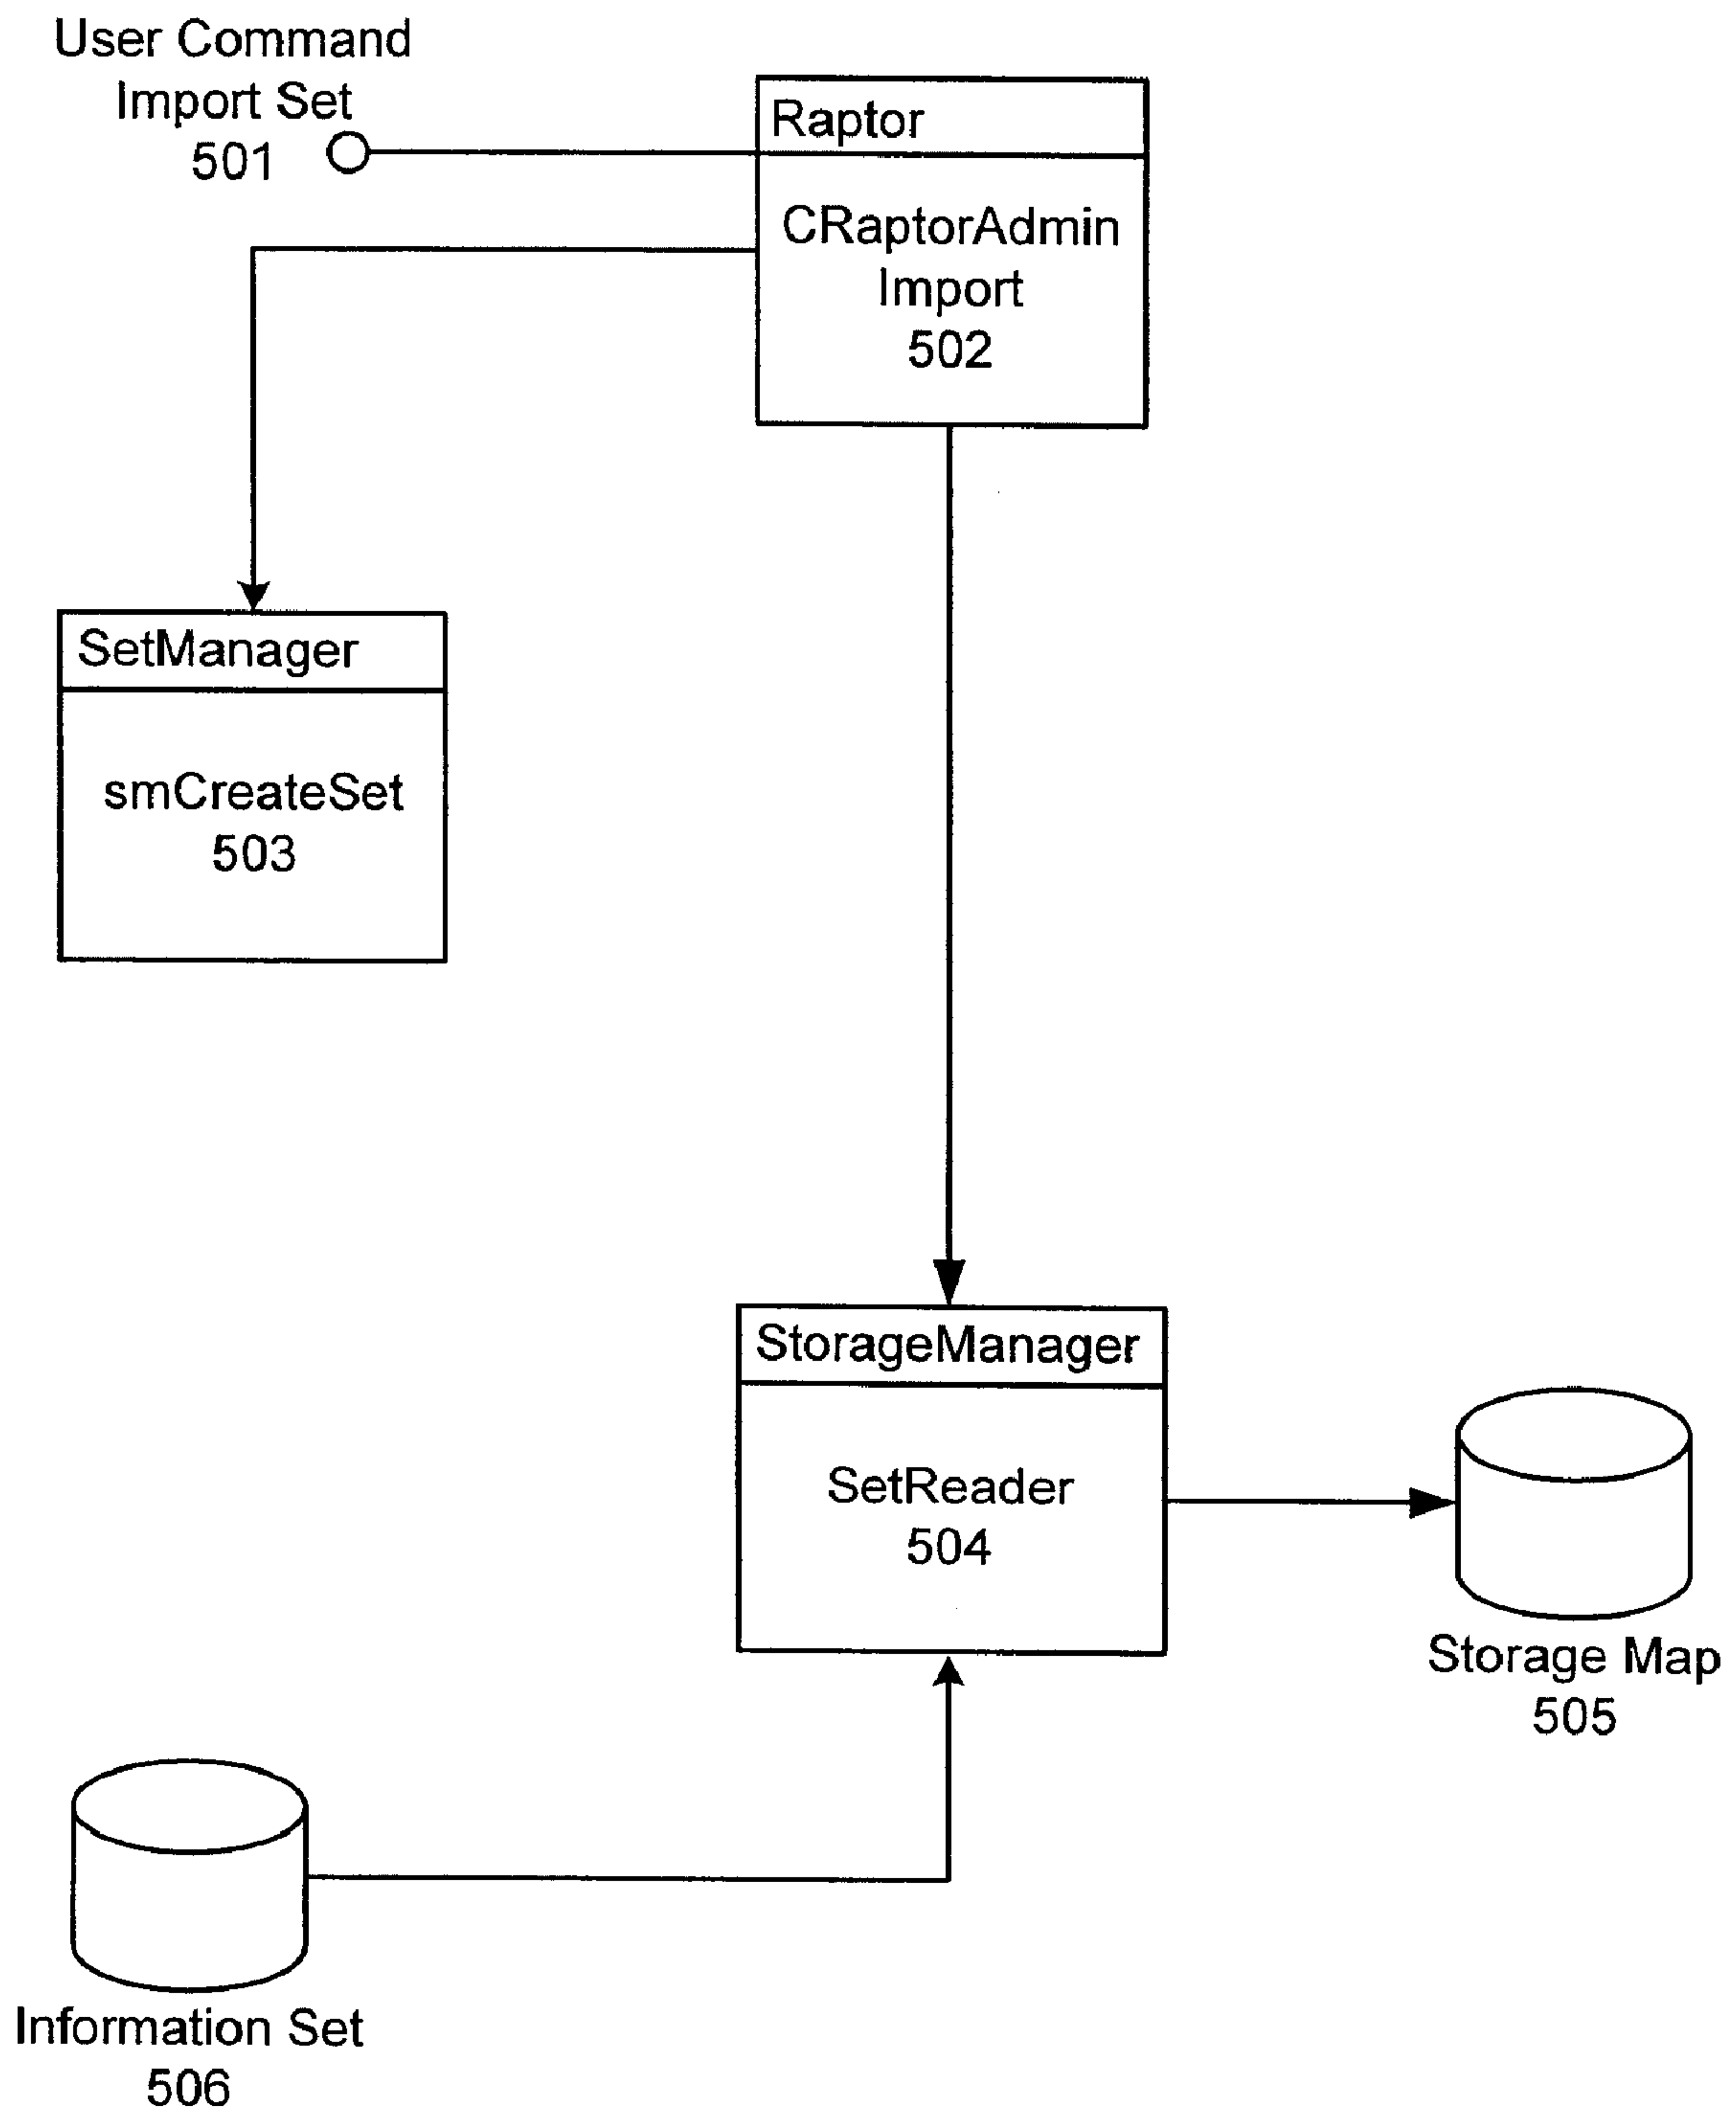 User Command
Import Set
501
Raptor
CRaptorAdmin
Import
502
SetManager
smCreateSet
503
StorageManager
SetReader
504
Storage Map
505
Information Set
506